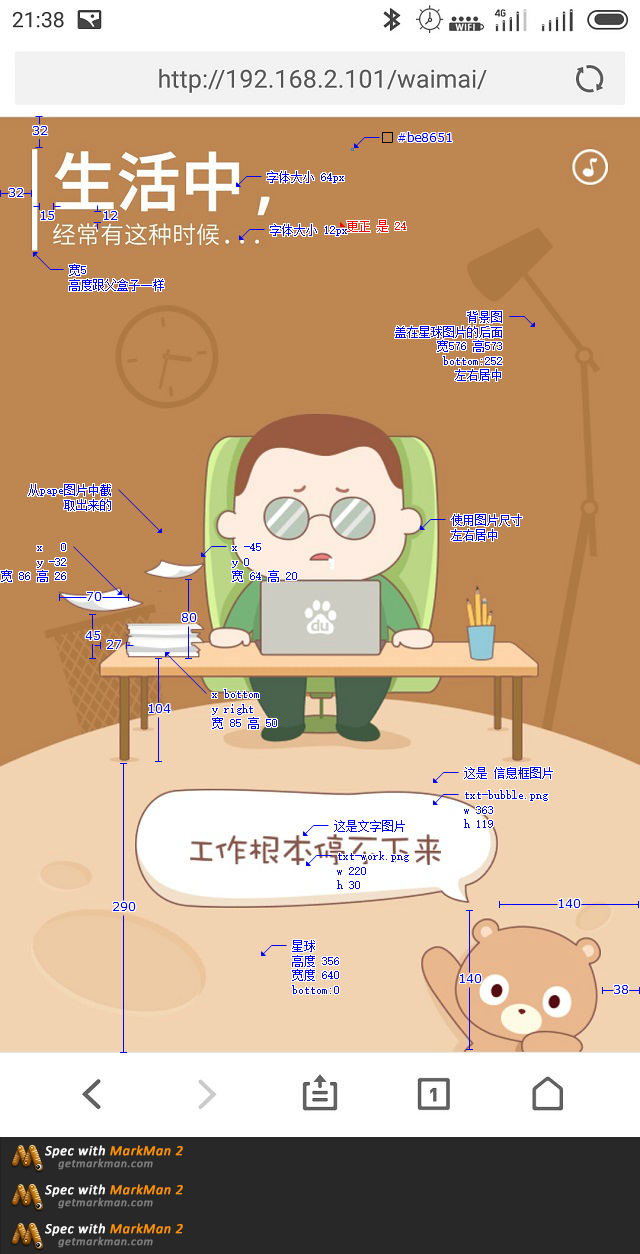 21:38
4G
WIFI
http://192.168.2.101/waimai/
32
#be8651
生活中,
字体大小 64px
32
15
12
经常有这种时候...
字体大小 12px
更正 是 24
宽5
高度跟父盒子一样
背景图
盖在星球图片的后面
宽576 高573
bottom:252
左右居中
从pape图片中截
取出来的
使用图片尺寸
左右居中
x 0
y -32
宽 86 高 26
x -45
y 0
宽 64 高 20
70
80
45
27
du
x bottom
y right
宽 85 高 50
104
这是 信息框图片
txt-bubble.png
w 363
h 119
这是文字图片
工作根本停不下来
txt-work.png
w 220
h 30
290
140
星球
高度 356
宽度 640
bottom:0
140
38
1
Spec with MarkMan 2
getmarkman.com
Spec with MarkMan 2
getmarkman.com
Spec with MarkMan 2
getmarkman.com